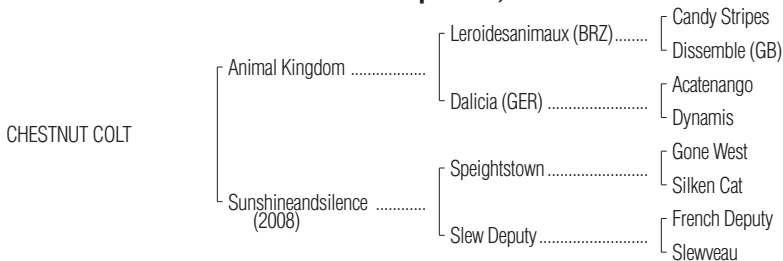 Candy Stripes
Leroidesanimaux (BRZ)........
Dissemble (GB)
Animal Kingdom ..................
Acatenango
Dalicia (GER) ......................
Dynamis
CHESTNUT COLT
Gone West
Speightstown ......................
Silken Cat
Sunshineandsilence ............
(2008)
French Deputy
Slew Deputy........................
Slewveau